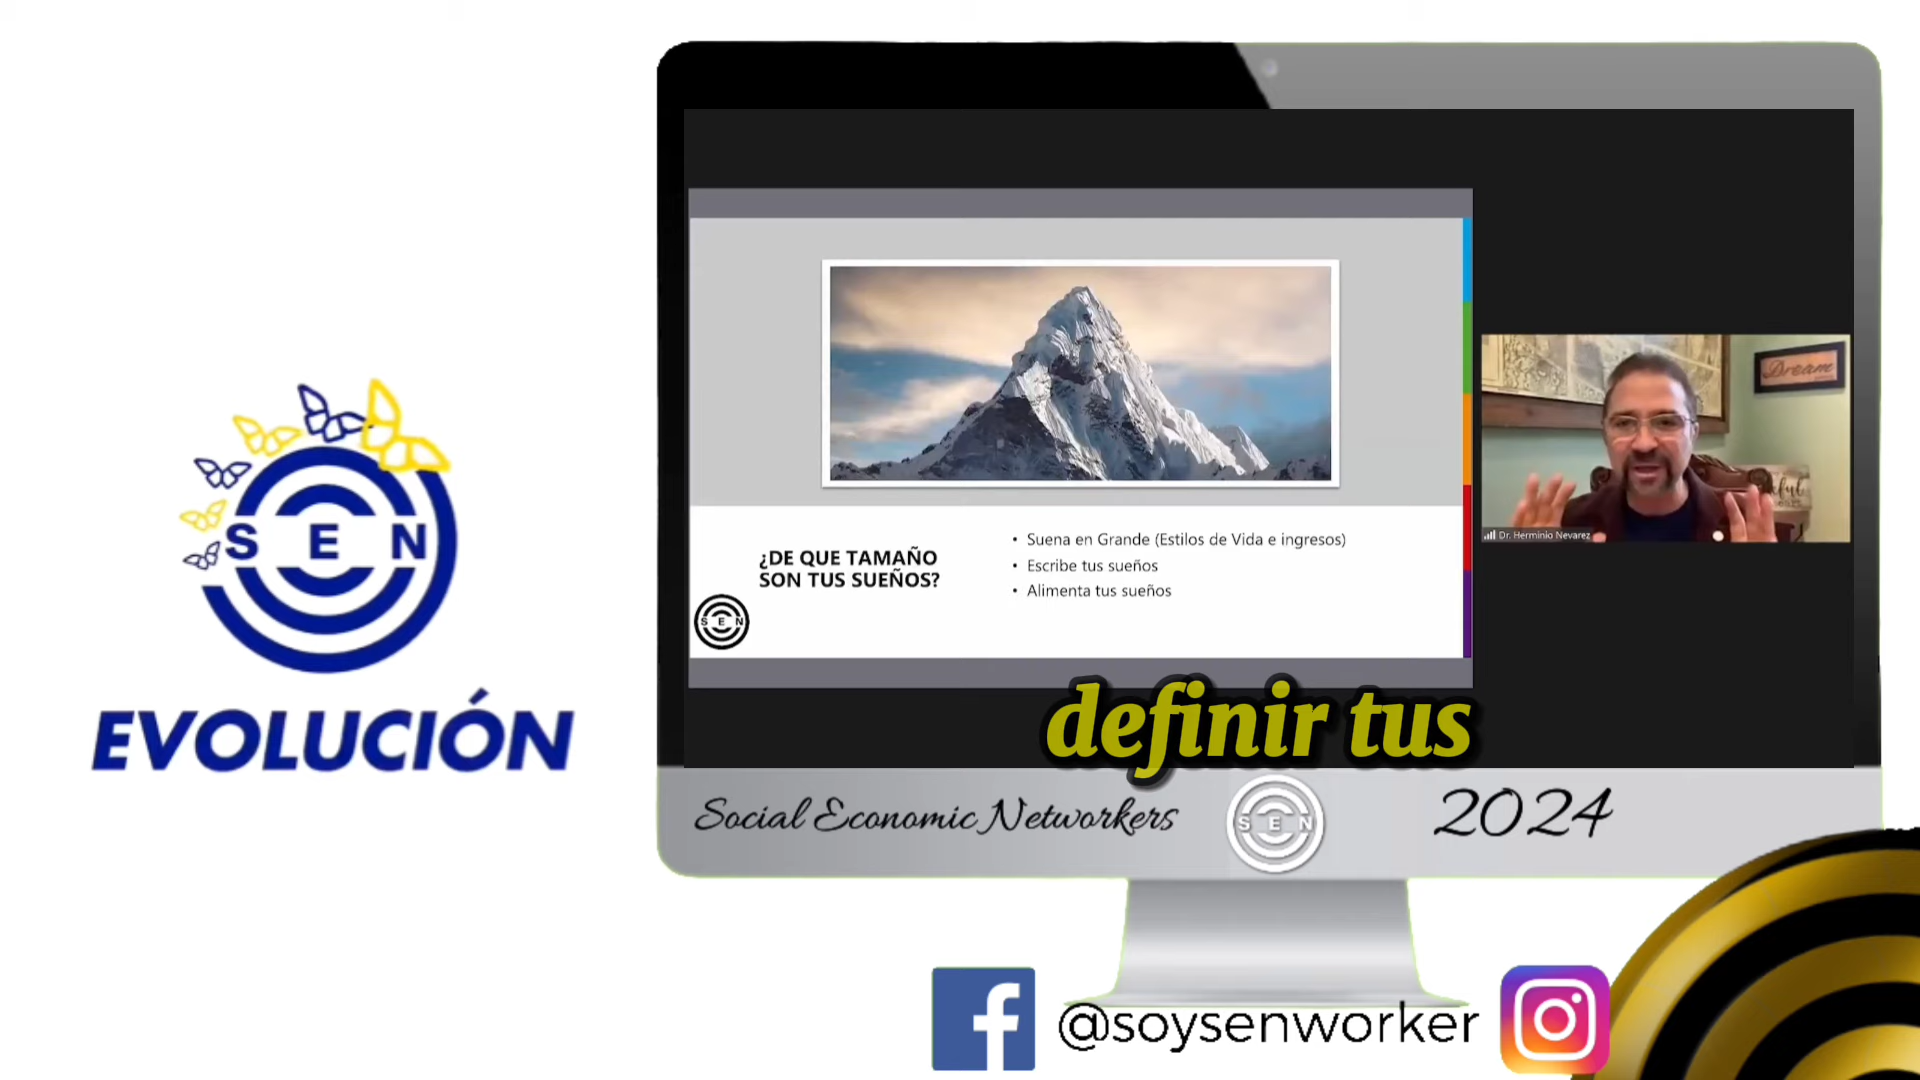 S E N
EVOLUCIÓN
¿DE QUE TAMAÑO
SON TUS SUEÑOS?
• Suena en Grande (Estilos de Vida e ingresos)
• Escribe tus sueños
• Alimenta tus sueños
S E N
Dream
Dr. Herminio Nevarez
definir tus
Social Economic Networkers
S E N
2024
@soysenworker